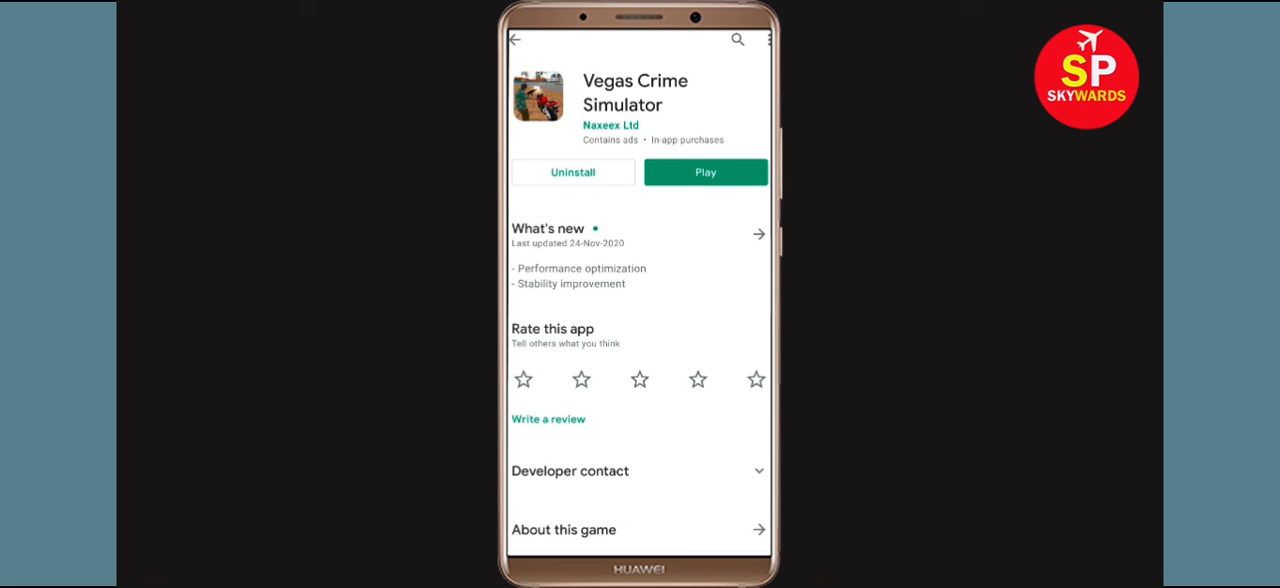 SP
SKYWARDS
Vegas Crime
Simulator
Naxeex Ltd
Contains ads • In-app purchases
Uninstall
Play
What's new •
Last updated 24-Nov-2020
- Performance optimization
- Stability improvement
Rate this app
Tell others what you think
Write a review
Developer contact
About this game
HUAWEI